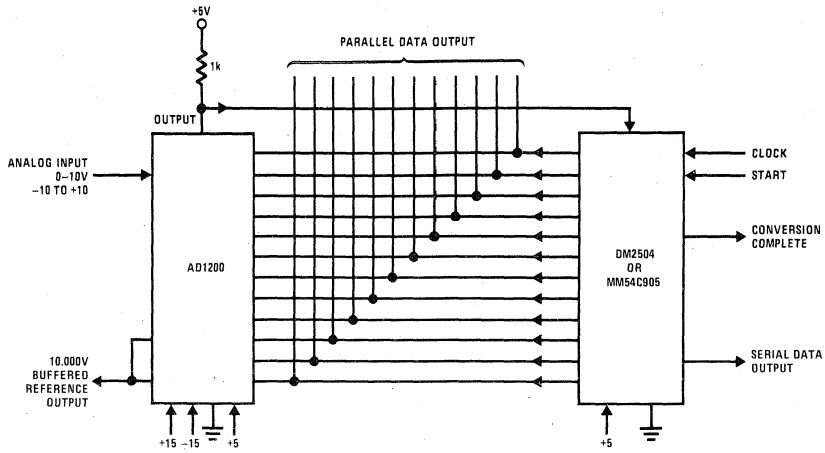 +5V
1k
PARALLEL DATA OUTPUT
OUTPUT
ANALOG INPUT
0–10V
–10 TO +10
AD1200
10.000V
BUFFERED
REFERENCE
OUTPUT
+15 –15 +5
CLOCK
START
CONVERSION
COMPLETE
DM2504
OR
MM54C905
SERIAL DATA
OUTPUT
+5